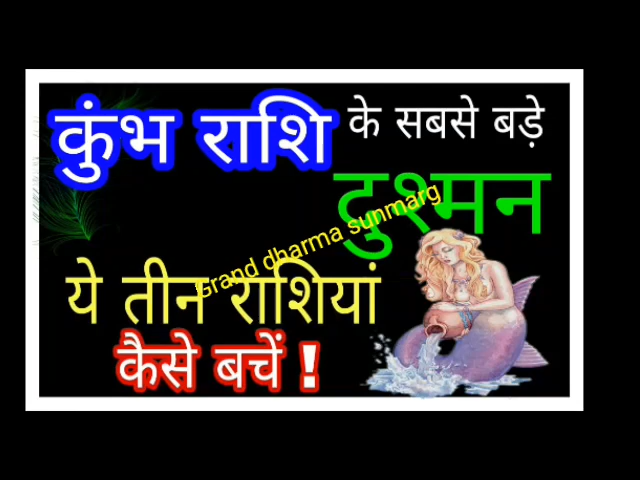 कुंभ राशि के सबसे बड़े
दुश्मन
Grand dharma sunmarg
ये तीन राशियां
कैसे बचें !